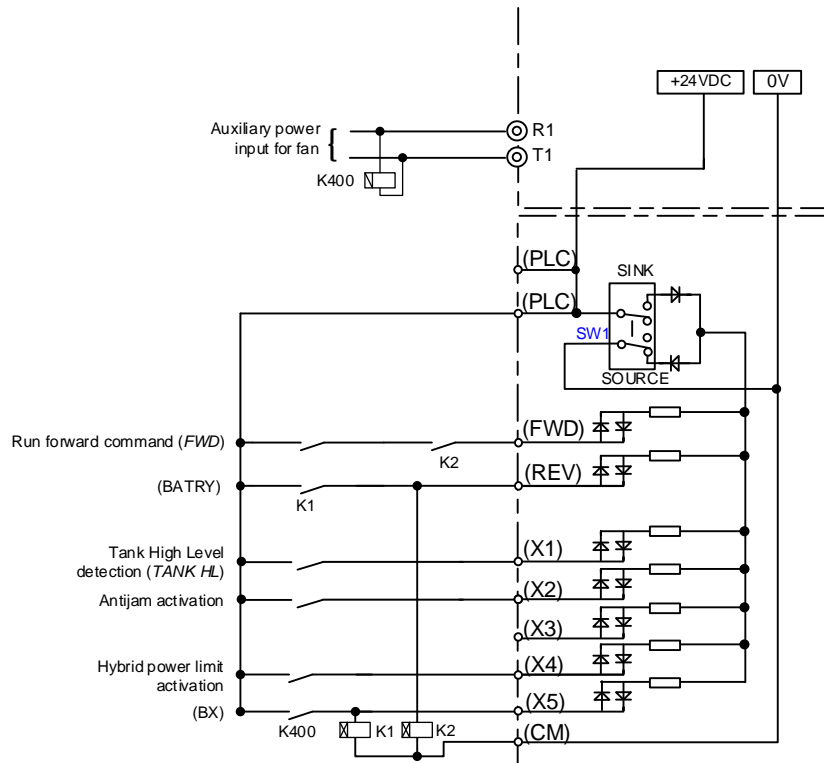 +24VDC
0V
Auxiliary power
input for fan
R1
T1
K400
(PLC)
SINK
(PLC)
SW1
SOURCE
Run forward command (FWD)
K2
(FWD)
(BATRY)
K1
(REV)
Tank High Level
detection (TANK HL)
(X1)
Antijam activation
(X2)
(X3)
Hybrid power limit
activation
(X4)
(BX)
K400
K1
K2
(X5)
(CM)